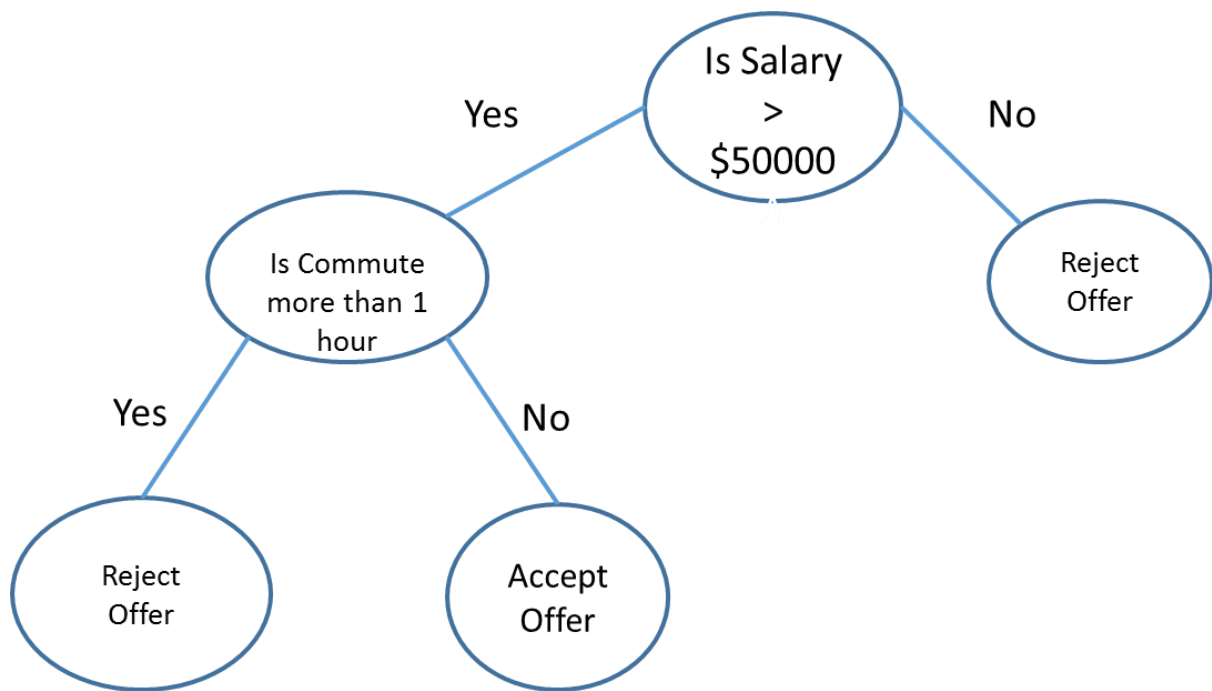 Is Salary
>
$50000
Yes
No
Is Commute
more than 1
hour
Reject
Offer
Yes
No
Reject
Offer
Accept
Offer